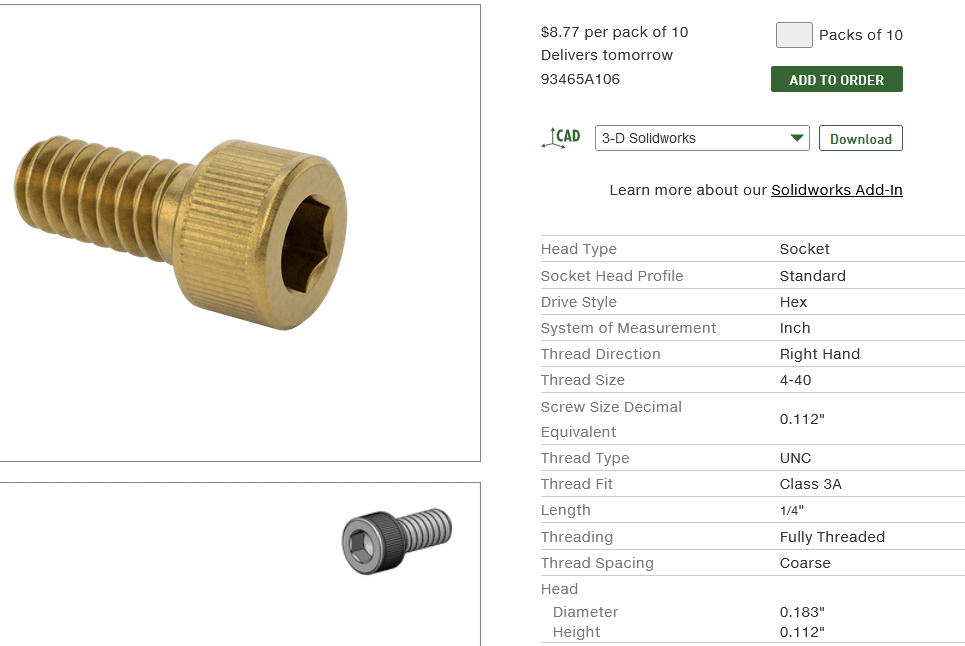 $8.77 per pack of 10
Packs of 10
Delivers tomorrow
93465A106
ADD TO ORDER
CAD
3-D Solidworks
Download
Learn more about our Solidworks Add-In
Head Type Socket
Socket Head Profile Standard
Drive Style Hex
System of Measurement Inch
Thread Direction Right Hand
Thread Size 4-40
Screw Size Decimal
Equivalent 0.112"
Thread Type UNC
Thread Fit Class 3A
Length 1/4"
Threading Fully Threaded
Thread Spacing Coarse
Head
Diameter 0.183"
Height 0.112"